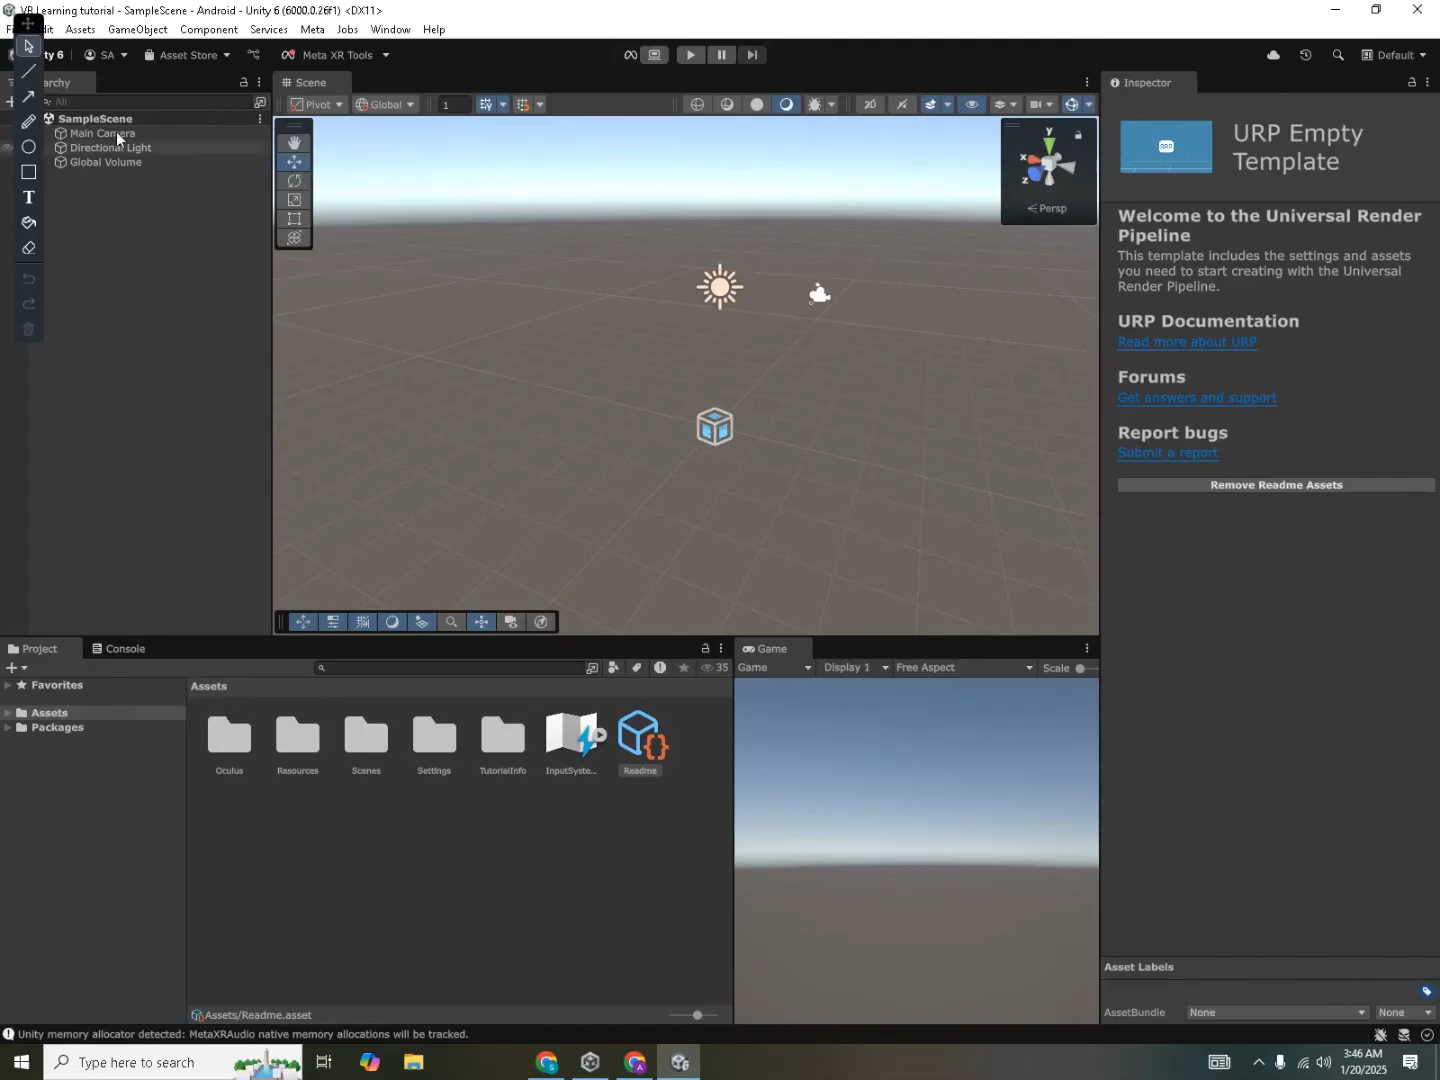 VR Learning tutorial - SampleScene - Android - Unity 6 (6000.0.26f1) <DX11>
Assets GameObject Component Services Meta Jobs Window Help
ty 6 SA Asset Store Meta XR Tools Default
archy Scene Inspector
All Pivot Global 1 2D
SampleScene
Main Camera
Directional Light
Global Volume
T
y
x
z
Persp
URP Empty
Template
Welcome to the Universal Render
Pipeline
This template includes the settings and assets
you need to start creating with the Universal
Render Pipeline.
URP Documentation
Read more about URP
Forums
Get answers and support
Report bugs
Submit a report
Remove Readme Assets
Project Console Game
35 Game Display 1 Free Aspect Scale
Favorites
Assets
Packages
Assets
Oculus Resources Scenes Settings TutorialInfo InputSyste... Readme
Assets/Readme.asset
Asset Labels
AssetBundle None None
Unity memory allocator detected: MetaXRAudio native memory allocations will be tracked.
Type here to search
3:46 AM
1/20/2025